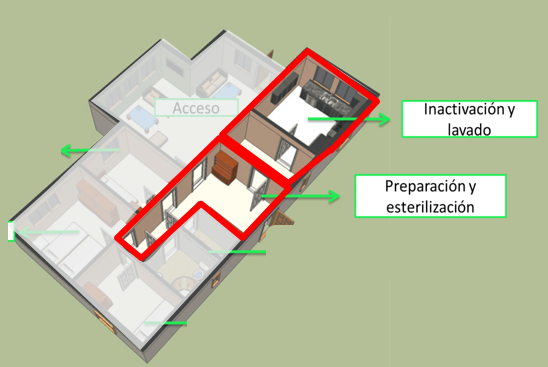 Acceso
Inactivación y
lavado
Preparación y
esterilización